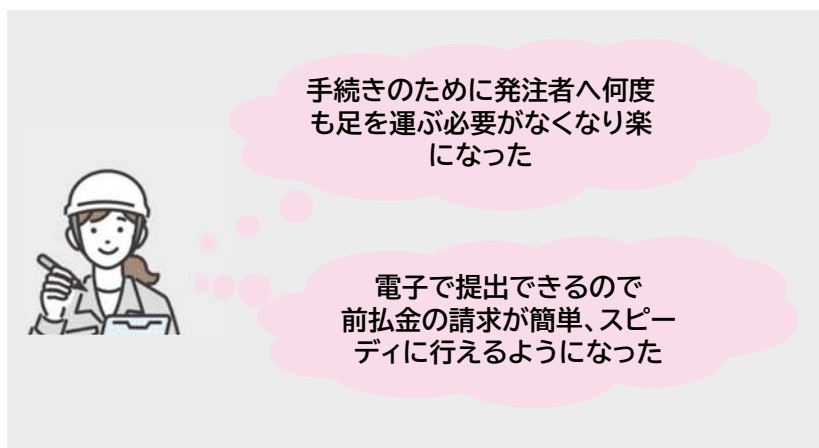 手続きのために発注者へ何度
も足を運ぶ必要がなくなり楽
になった
電子で提出できるので
前払金の請求が簡単、スピー
ディに行えるようになった